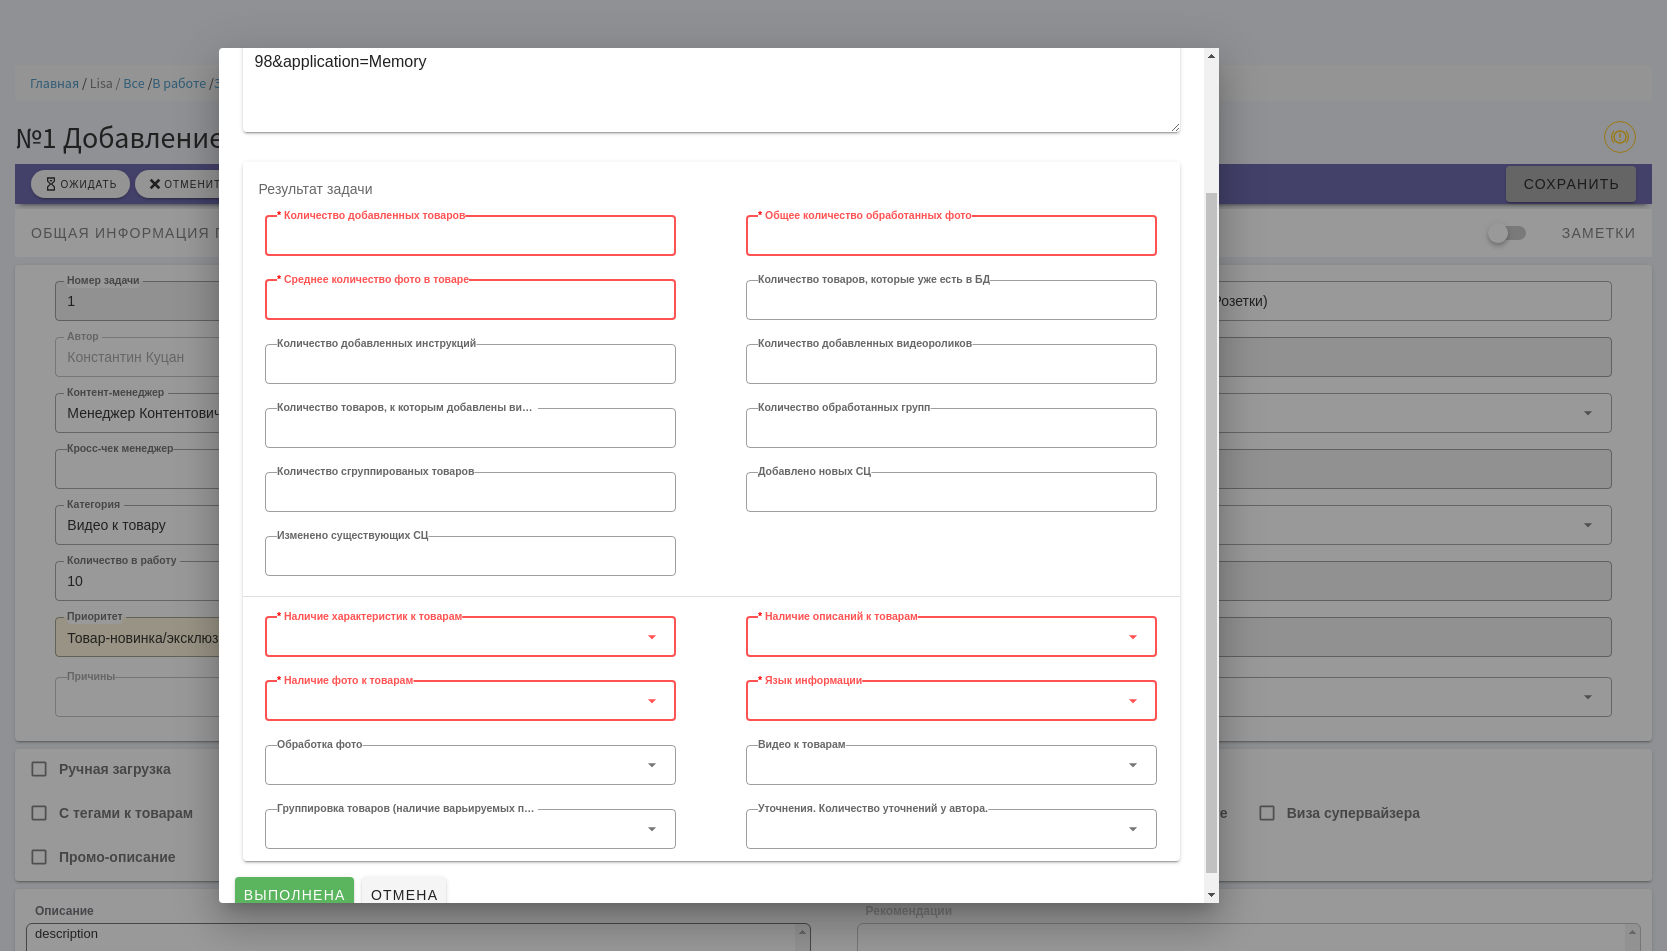 98&application=Memory
Главная / Lisa / Все /В работе /
№1 Добавление
ОЖИДАТЬ
СОХРАНИТЬ
ОБЩАЯ ИНФОРМАЦИЯ
ЗАМЕТКИ
Номер задачи
1
Автор
Константин Куцан
Контент-менеджер
Менеджер Контентович
Кросс-чек менеджер
Категория
Видео к товару
Количество в работу
10
Приоритет
Товар-новинка/эксклюз
Причины
Ручная загрузка
С тегами к товарам
Виза супервайзера
Промо-описание
Описание
Рекомендации
description
Результат задачи
* Количество добавленных товаров
* Общее количество обработанных фото
* Среднее количество фото в товаре
Количество товаров, которые уже есть в БД
Количество добавленных инструкций
Количество добавленных видеороликов
Количество товаров, к которым добавлены ви…
Количество обработанных групп
Количество сгруппированых товаров
Добавлено новых СЦ
Изменено существующих СЦ
* Наличие характеристик к товарам
* Наличие описаний к товарам
* Наличие фото к товарам
* Язык информации
Обработка фото
Видео к товарам
Группировка товаров (наличие варьируемых п…
Уточнения. Количество уточнений у автора.
ВЫПОЛНЕНА
ОТМЕНА